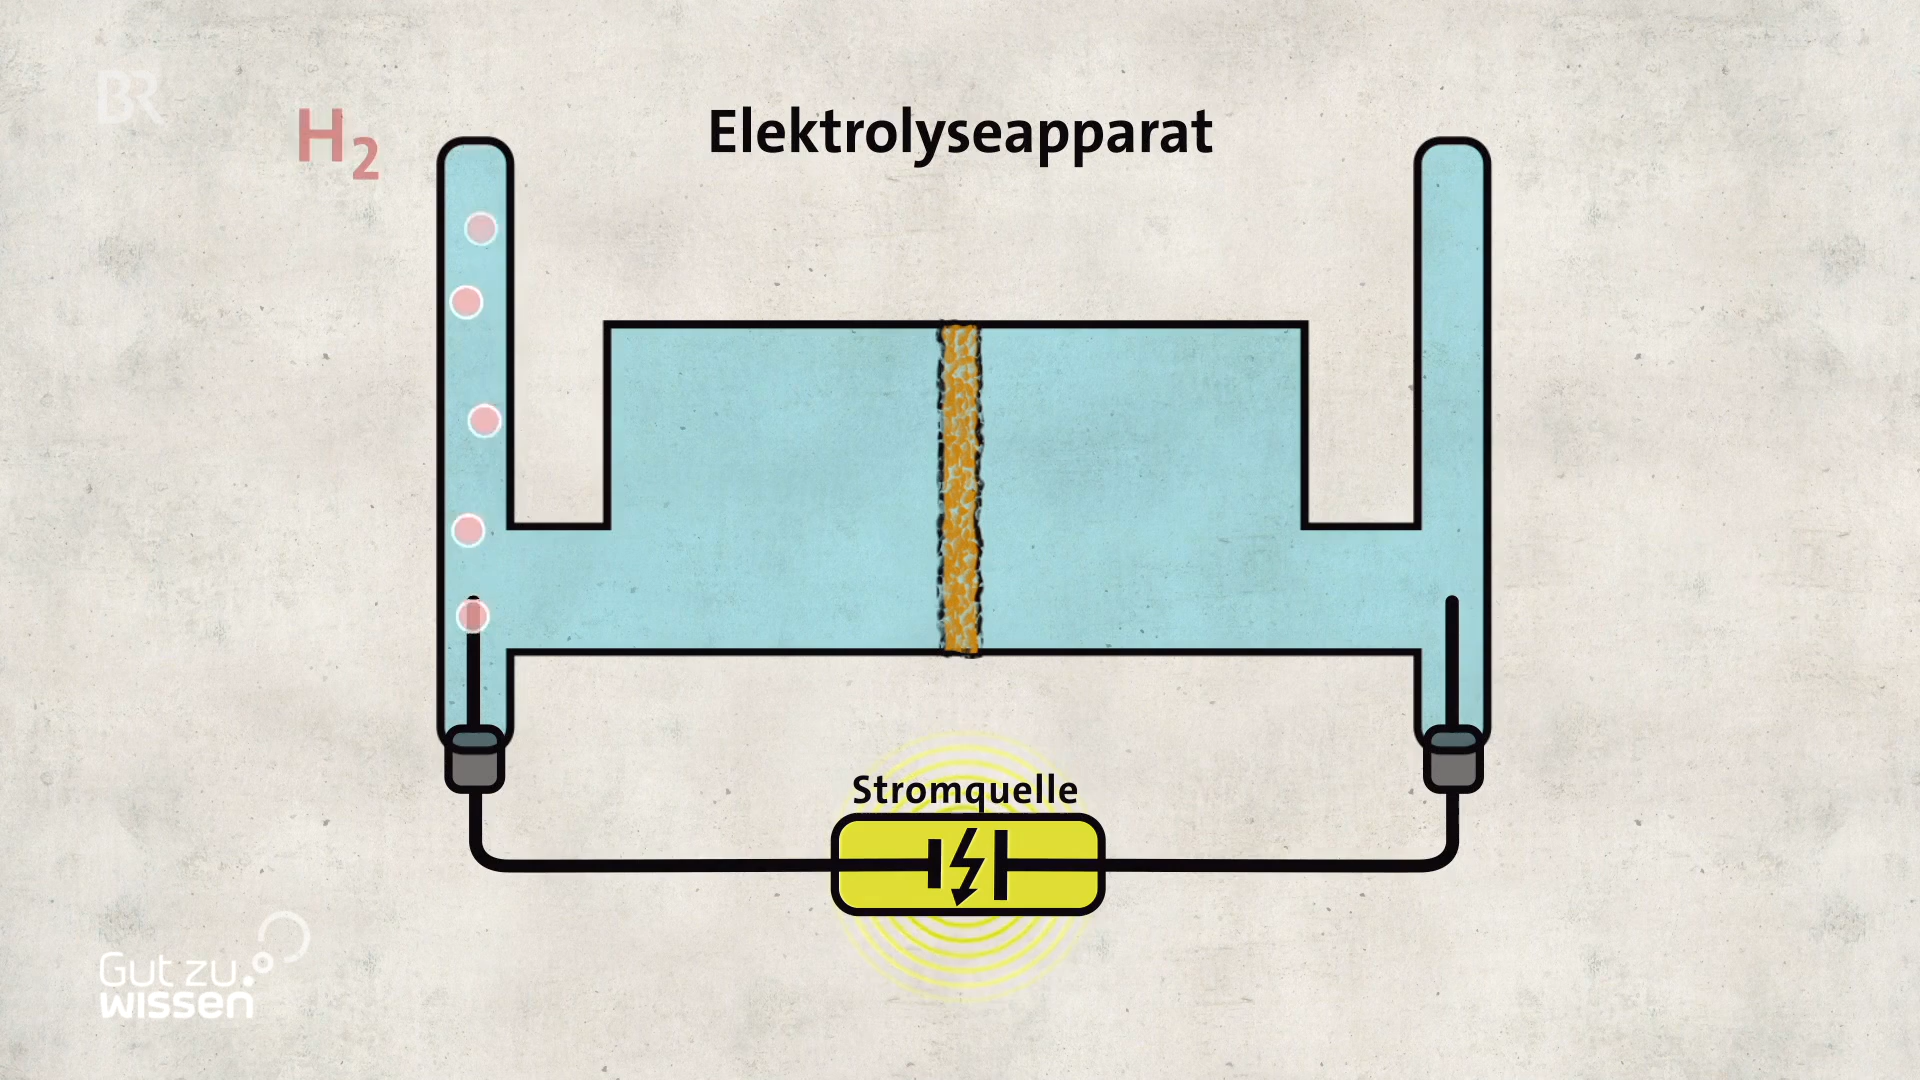 BR
H₂
Elektrolyseapparat
Stromquelle
Gut zu
wissen